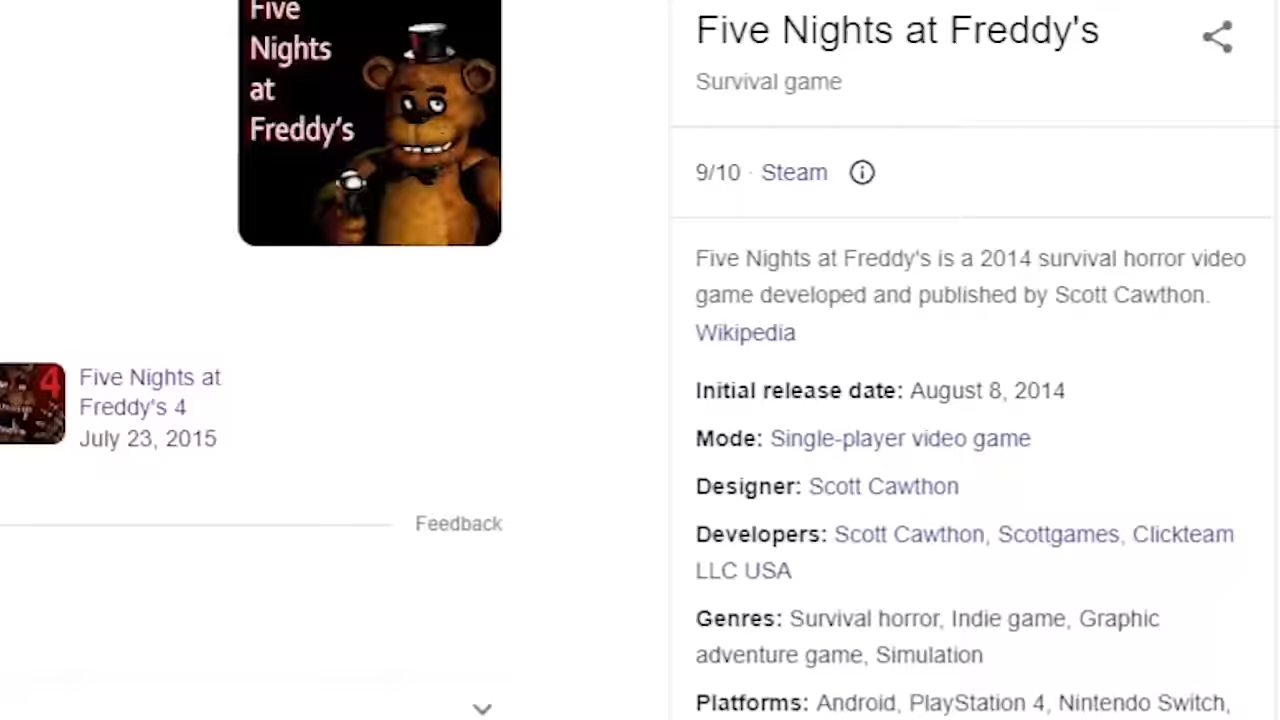 Five
Nights
at
Freddy's
Five Nights at
Freddy's 4
July 23, 2015
4
Feedback
Five Nights at Freddy's
Survival game
9/10 · Steam
Five Nights at Freddy's is a 2014 survival horror video
game developed and published by Scott Cawthon.
Wikipedia
Initial release date: August 8, 2014
Mode: Single-player video game
Designer: Scott Cawthon
Developers: Scott Cawthon, Scottgames, Clickteam
LLC USA
Genres: Survival horror, Indie game, Graphic
adventure game, Simulation
Platforms: Android, PlayStation 4, Nintendo Switch,